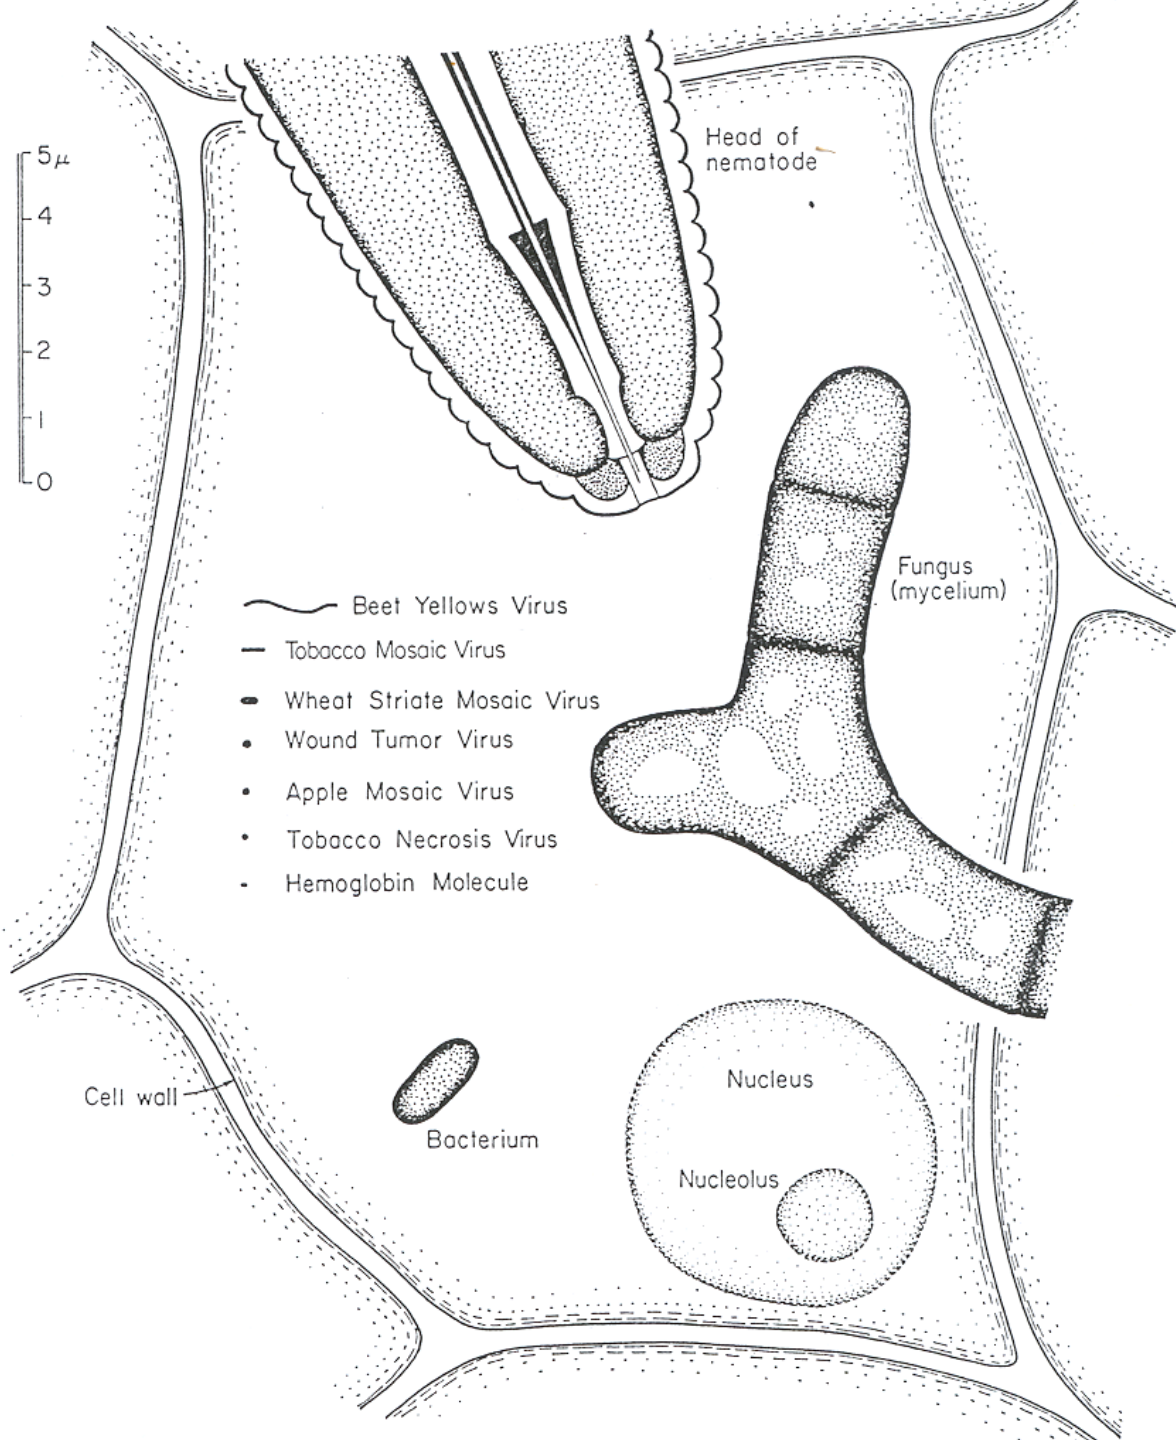 5μ
4
3
2
1
0
Head of
nematode
Fungus
(mycelium)
Beet Yellows Virus
Tobacco Mosaic Virus
Wheat Striate Mosaic Virus
Wound Tumor Virus
Apple Mosaic Virus
Tobacco Necrosis Virus
Hemoglobin Molecule
Cell wall
Bacterium
Nucleus
Nucleolus